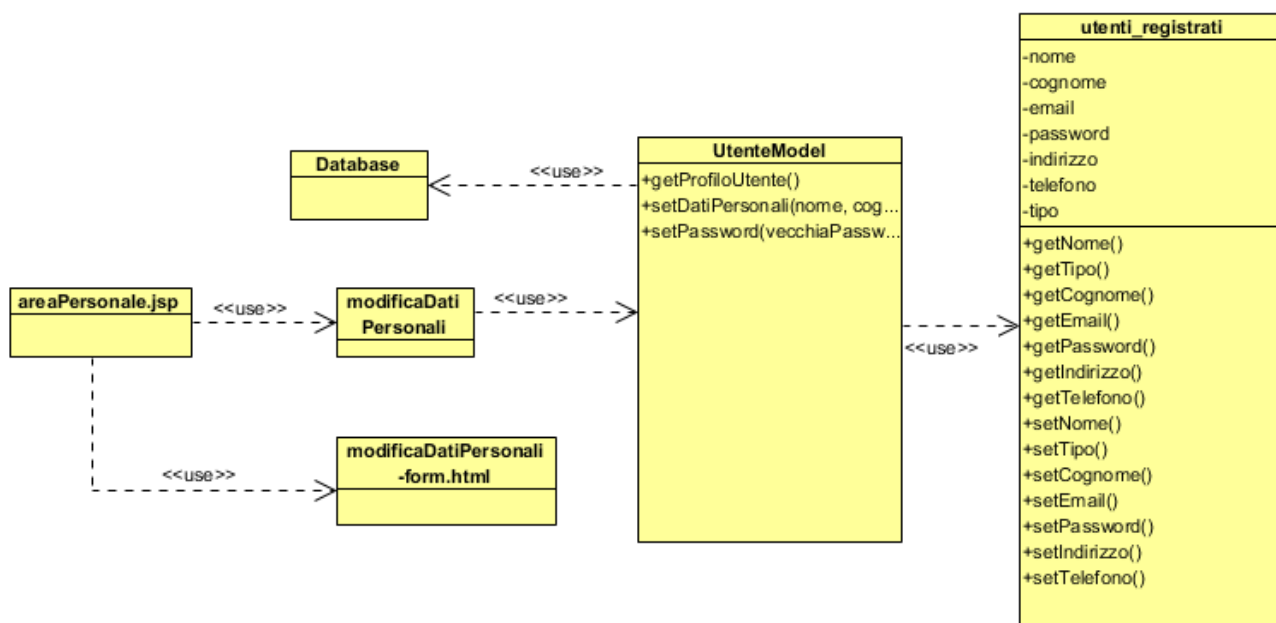 utenti_registrati
-nome
-cognome
-email
-password
-indirizzo
-telefono
-tipo
+getNome()
+getTipo()
+getCognome()
+getEmail()
+getPassword()
+getIndirizzo()
+getTelefono()
+setNome()
+setTipo()
+setCognome()
+setEmail()
+setPassword()
+setIndirizzo()
+setTelefono()
UtenteModel
+getProfiloUtente()
+setDatiPersonali(nome, cog...
+setPassword(vecchiaPassw...
Database
<<use>>
areaPersonale.jsp
<<use>>
modificaDati
Personali
<<use>>
<<use>>
<<use>>
modificaDatiPersonali
-form.html